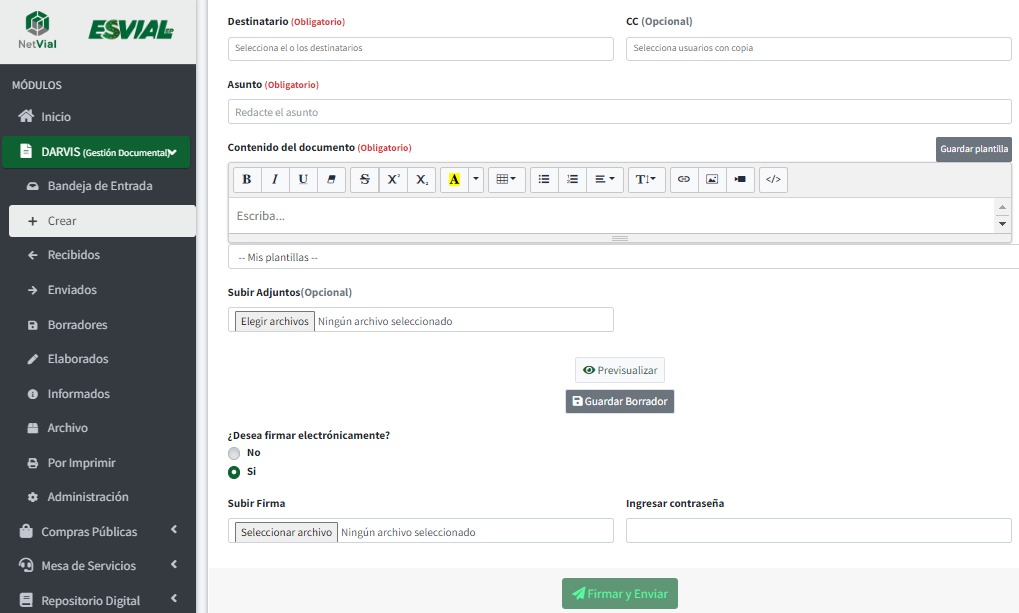 NetVial
ESVIAL EP
MÓDULOS
Inicio
DARVIS (Gestión Documental)
Bandeja de Entrada
Crear
Recibidos
Enviados
Borradores
Elaborados
Informados
Archivo
Por Imprimir
Administración
Compras Públicas
Mesa de Servicios
Repositorio Digital
Destinatario (Obligatorio)
CC (Opcional)
Selecciona el o los destinatarios
Selecciona usuarios con copia
Asunto (Obligatorio)
Redacte el asunto
Contenido del documento (Obligatorio)
Guardar plantilla
B I U S X² X₂ A T </>
Escriba...
-- Mis plantillas --
Subir Adjuntos(Opcional)
Elegir archivos Ningún archivo seleccionado
Previsualizar
Guardar Borrador
¿Desea firmar electrónicamente?
No
Si
Subir Firma
Ingresar contraseña
Seleccionar archivo Ningún archivo seleccionado
Firmar y Enviar